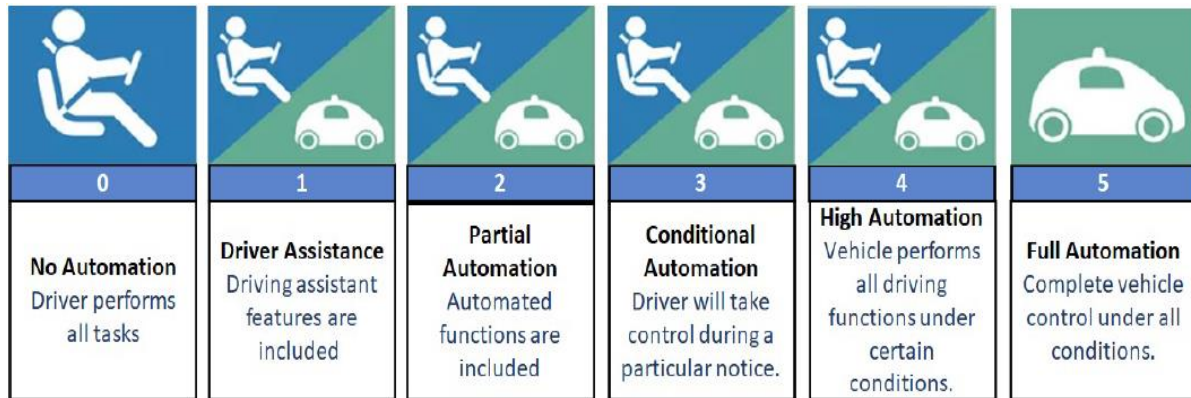 0
No Automation
Driver performs
all tasks
1
Driver Assistance
Driving assistant
features are
included
2
Partial
Automation
Automated
functions are
included
3
Conditional
Automation
Driver will take
control during a
particular notice.
4
High Automation
Vehicle performs
all driving
functions under
certain
conditions.
5
Full Automation
Complete vehicle
control under all
conditions.